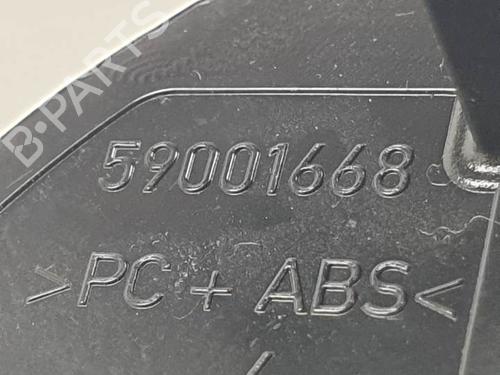 B-PARTS
59001668
>PC + ABS<